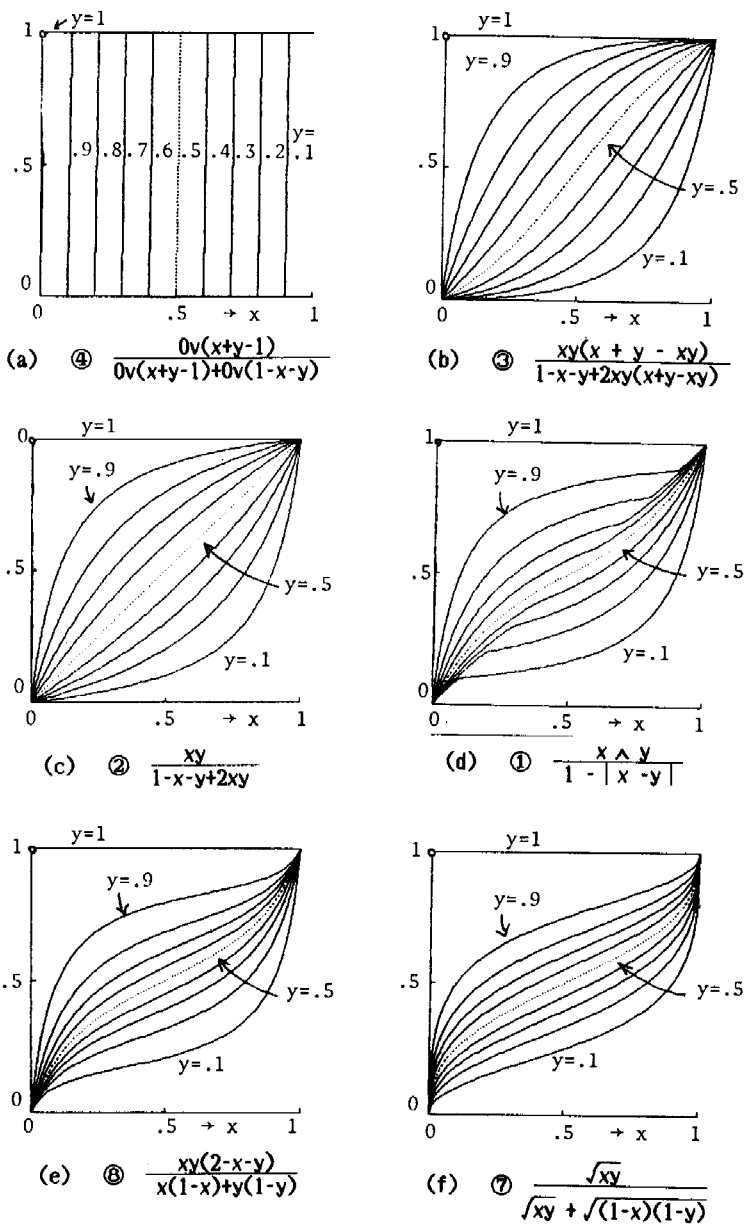 y=1
1
.9 .8 .7 .6 .5 .4 .3 .2 y= .1
.5
0
0 .5 → x 1
(a) ④ 0∨(x+y-1) / 0∨(x+y-1)+0∨(1-x-y)
y=1
1
y=.9
.5
y=.5
y=.1
0
0 .5 → x 1
(b) ③ xy(x + y - xy) / 1-x-y+2xy(x+y-xy)
y=1
0
y=.9
.5
y=.5
y=.1
0
0 .5 → x 1
(c) ② xy / 1-x-y+2xy
y=1
1
y=.9
.5
y=.5
y=.1
0
0 .5 → x 1
(d) ① x ∧ y / 1 - |x -y|
y=1
1
y=.9
.5
y=.5
y=.1
0
0 .5 → x 1
(e) ⑧ xy(2-x-y) / x(1-x)+y(1-y)
y=1
1
y=.9
.5
y=.5
y=.1
0
0 .5 → x 1
(f) ⑦ √xy / √xy + √(1-x)(1-y)